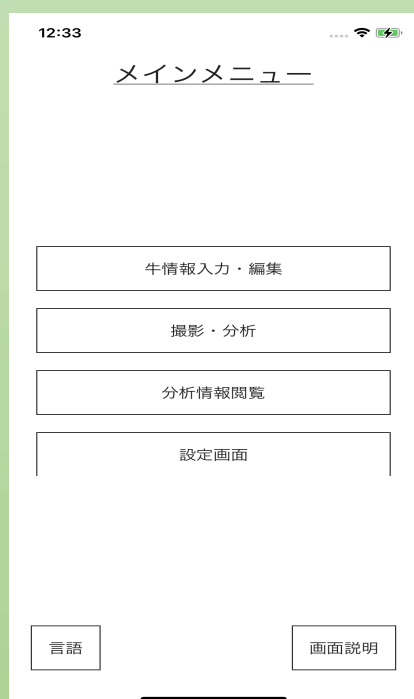 12:33
メインメニュー
牛情報入力・編集
撮影・分析
分析情報閲覧
設定画面
言語
画面説明